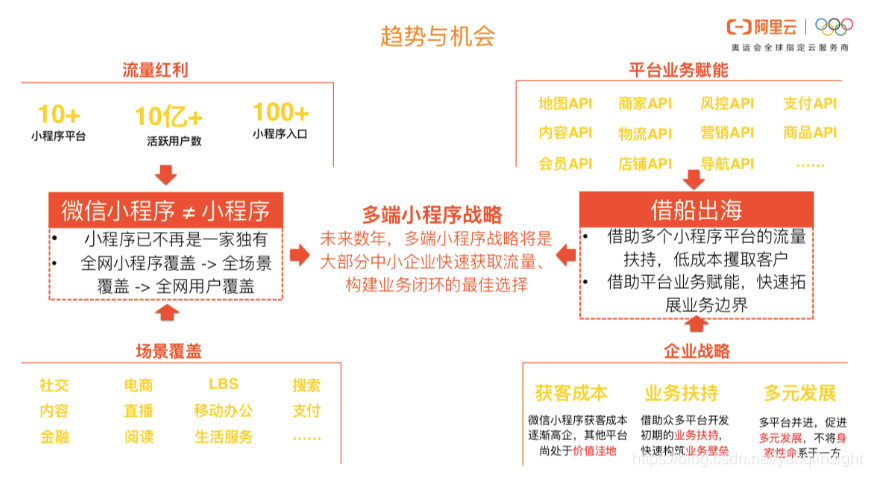 趋势与机会
阿里云
奥运会全球指定云服务商
流量红利
10+
小程序平台
10亿+
活跃用户数
100+
小程序入口
平台业务赋能
地图API 商家API 风控API 支付API
内容API 物流API 营销API 商品API
会员API 店铺API 导航API ……
微信小程序 ≠ 小程序
• 小程序已不再是一家独有
• 全网小程序覆盖 -> 全场景
覆盖 -> 全网用户覆盖
多端小程序战略
未来数年，多端小程序战略将是
大部分中小企业快速获取流量、
构建业务闭环的最佳选择
借船出海
• 借助多个小程序平台的流量
扶持，低成本攫取客户
• 借助平台业务赋能，快速拓
展业务边界
场景覆盖
社交 电商 LBS 搜索
内容 直播 移动办公 支付
金融 阅读 生活服务 ……
企业战略
获客成本
微信小程序获客成本
逐渐高企，其他平台
尚处于价值洼地
业务扶持
借助众多平台开发
初期的业务扶持，
快速构筑业务壁垒
多元发展
多平台并进，促进
多元发展，不将身
家性命系于一方
https://blog.csdn.net/yunqiinsight